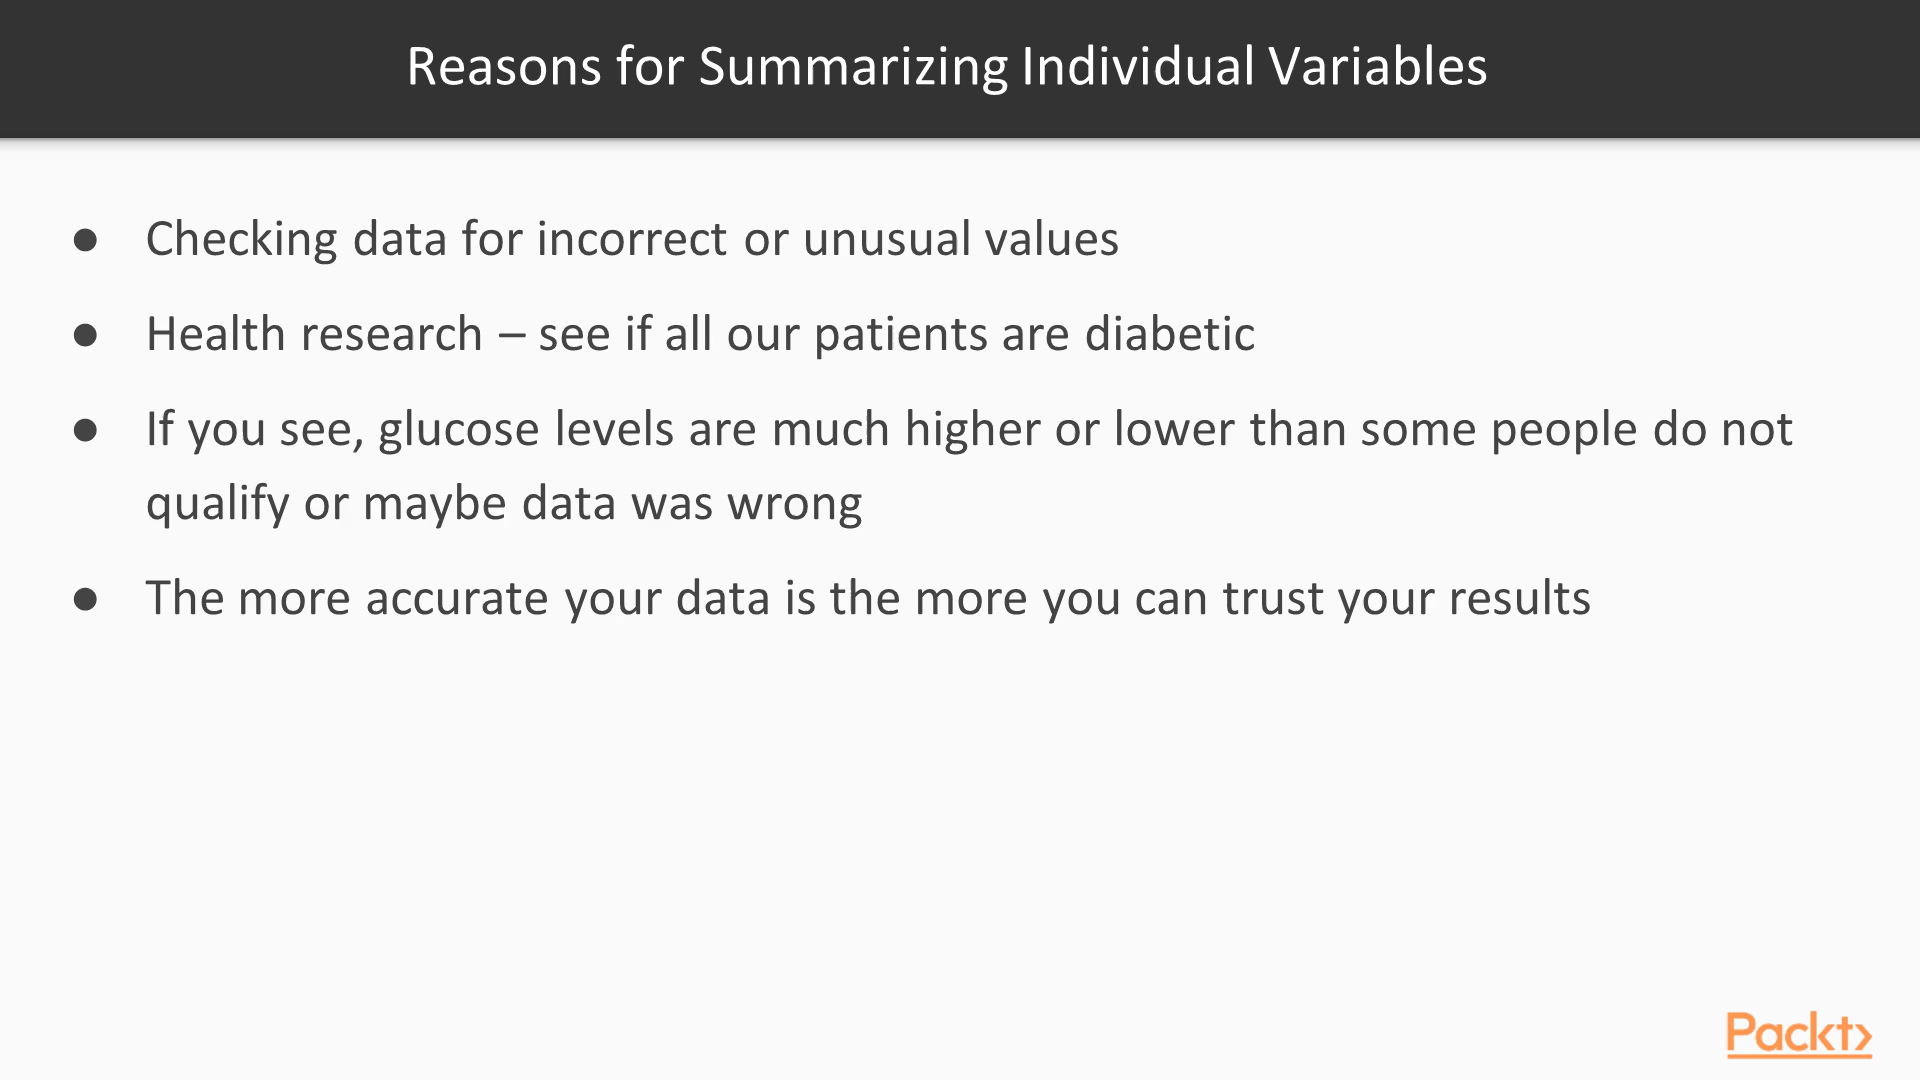 Reasons for Summarizing Individual Variables
● Checking data for incorrect or unusual values
● Health research – see if all our patients are diabetic
● If you see, glucose levels are much higher or lower than some people do not
qualify or maybe data was wrong
● The more accurate your data is the more you can trust your results
Packt>